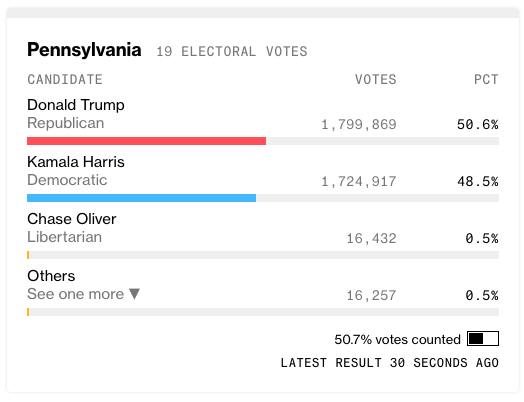 Pennsylvania 19 ELECTORAL VOTES
CANDIDATE VOTES PCT
Donald Trump
Republican 1,799,869 50.6%
Kamala Harris
Democratic 1,724,917 48.5%
Chase Oliver
Libertarian 16,432 0.5%
Others
See one more ▼ 16,257 0.5%
50.7% votes counted
LATEST RESULT 30 SECONDS AGO